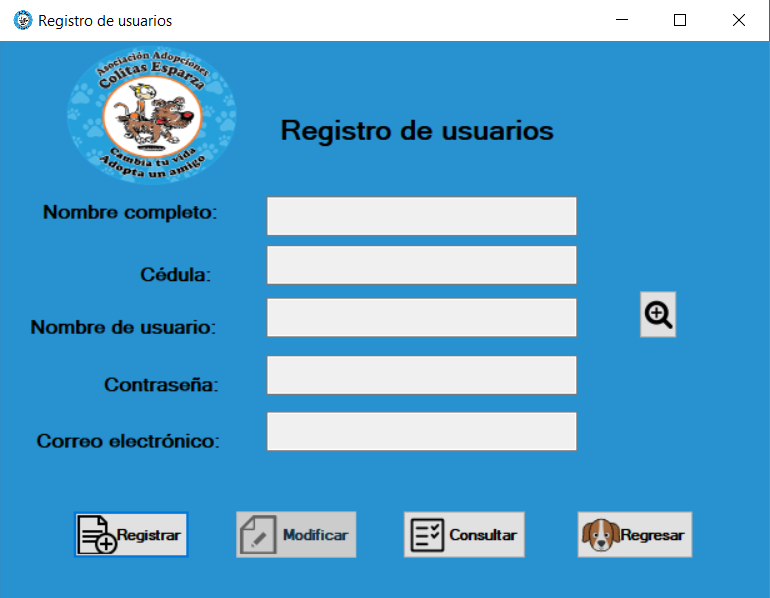 Registro de usuarios
Asociación Adopciones
Colitas Esparza
Cambia tu vida
Adopta un amigo
Registro de usuarios
Nombre completo:
Cédula:
Nombre de usuario:
Contraseña:
Correo electrónico:
Registrar
Modificar
Consultar
Regresar